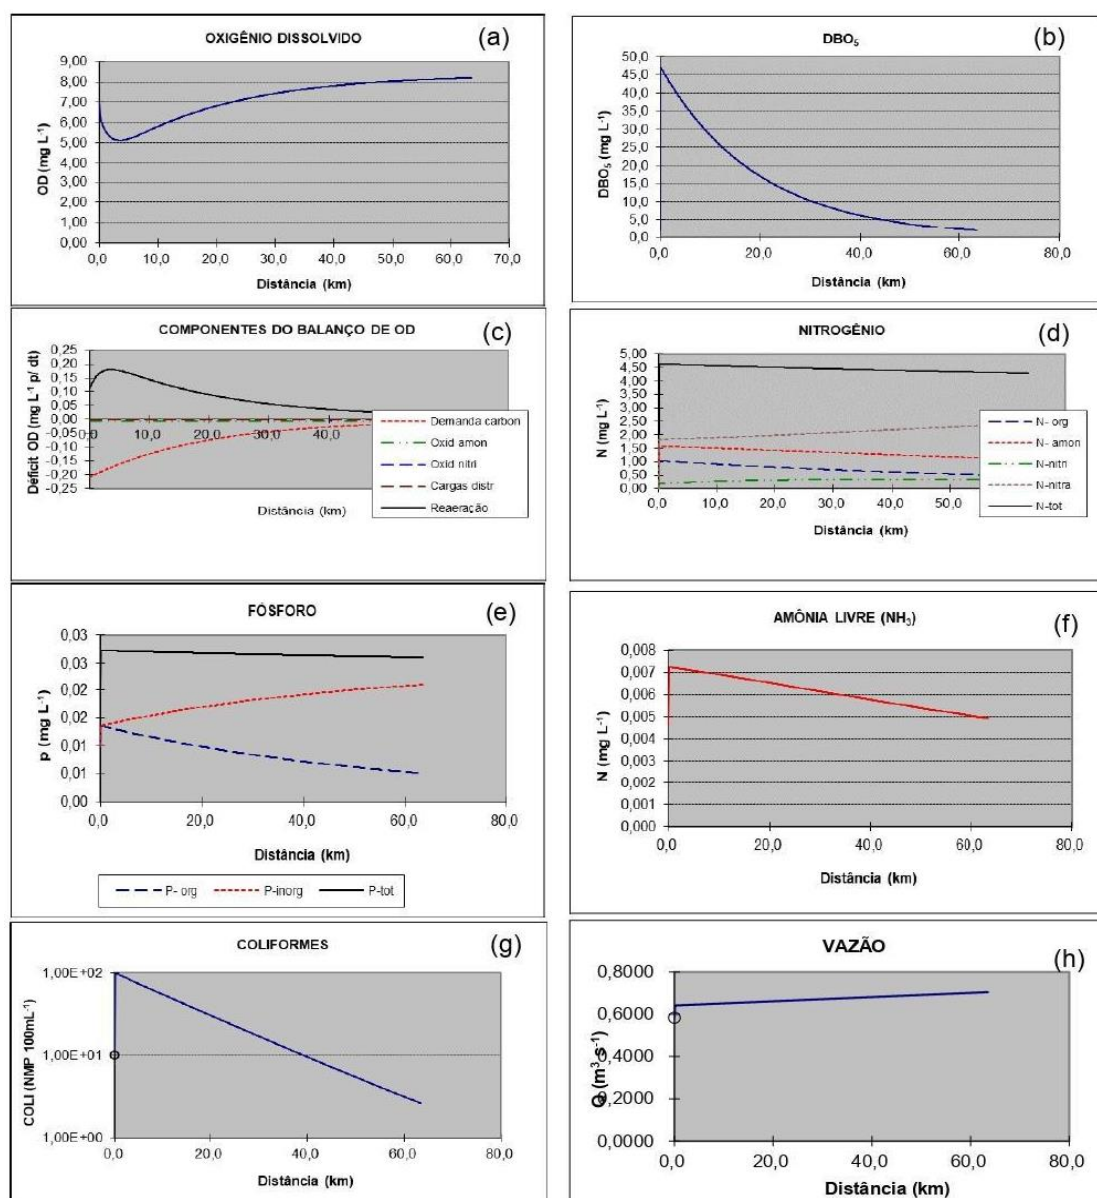 OXIGÊNIO DISSOLVIDO
(a)
9,00
8,00
7,00
6,00
5,00
4,00
3,00
2,00
1,00
0,00
OD (mg L-1)
0,0 10,0 20,0 30,0 40,0 50,0 60,0 70,0
Distância (km)
DBO₅
(b)
50,0
45,0
40,0
35,0
30,0
25,0
20,0
15,0
10,0
5,0
0,0
DBO₅ (mg L-1)
0,0 20,0 40,0 60,0 80,0
Distância (km)
COMPONENTES DO BALANÇO DE OD
(c)
0,25
0,20
0,15
0,10
0,05
0,00
-0,05
-0,10
-0,15
-0,20
-0,25
Déficit OD (mg L-1 p/ dt)
0,0 10,0 20,0 30,0 40,0
Distância (km)
Demanda carbon
Oxid amon
Oxid nitri
Cargas distr
Reaeração
NITROGÊNIO
(d)
5,00
4,50
4,00
3,50
3,00
2,50
2,00
1,50
1,00
0,50
0,00
N (mg L-1)
0,0 10,0 20,0 30,0 40,0 50,0
Distância (km)
N- org
N- amon
N-nitri
N-nitra
N-tot
FÓSFORO
(e)
0,03
0,03
0,02
0,02
0,01
0,01
0,00
p (mg L-1)
0,0 20,0 40,0 60,0 80,0
Distância (km)
P- org P-inorg P-tot
AMÔNIA LIVRE (NH₃)
(f)
0,008
0,007
0,006
0,005
0,004
0,003
0,002
0,001
0,000
N (mg L-1)
0,0 20,0 40,0 60,0 80,0
Distância (km)
COLIFORMES
(g)
1,00E+02
1,00E+01
1,00E+00
COLI (NMP 100mL-1)
0,0 20,0 40,0 60,0 80,0
Distância (km)
VAZÃO
(h)
0,8000
0,6000
0,4000
0,2000
0,0000
Q (m³ s-1)
0,0 20,0 40,0 60,0 80,0
Distância (km)